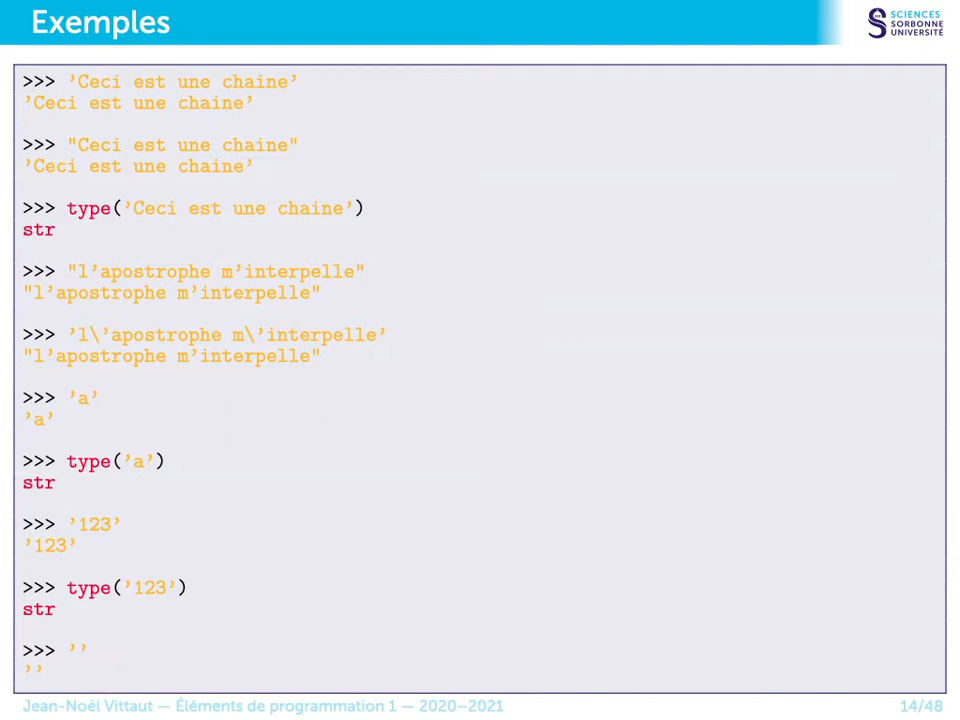 Exemples
SCIENCES
SORBONNE
UNIVERSITÉ
>>> ’Ceci est une chaine’
’Ceci est une chaine’
>>> "Ceci est une chaine"
’Ceci est une chaine’
>>> type(’Ceci est une chaine’)
str
>>> "l’apostrophe m’interpelle"
"l’apostrophe m’interpelle"
>>> ’l\’apostrophe m\’interpelle’
"l’apostrophe m’interpelle"
>>> ’a’
’a’
>>> type(’a’)
str
>>> ’123’
’123’
>>> type(’123’)
str
>>> ’’
’’
Jean-Noël Vittaut — Éléments de programmation 1 — 2020–2021 14/48